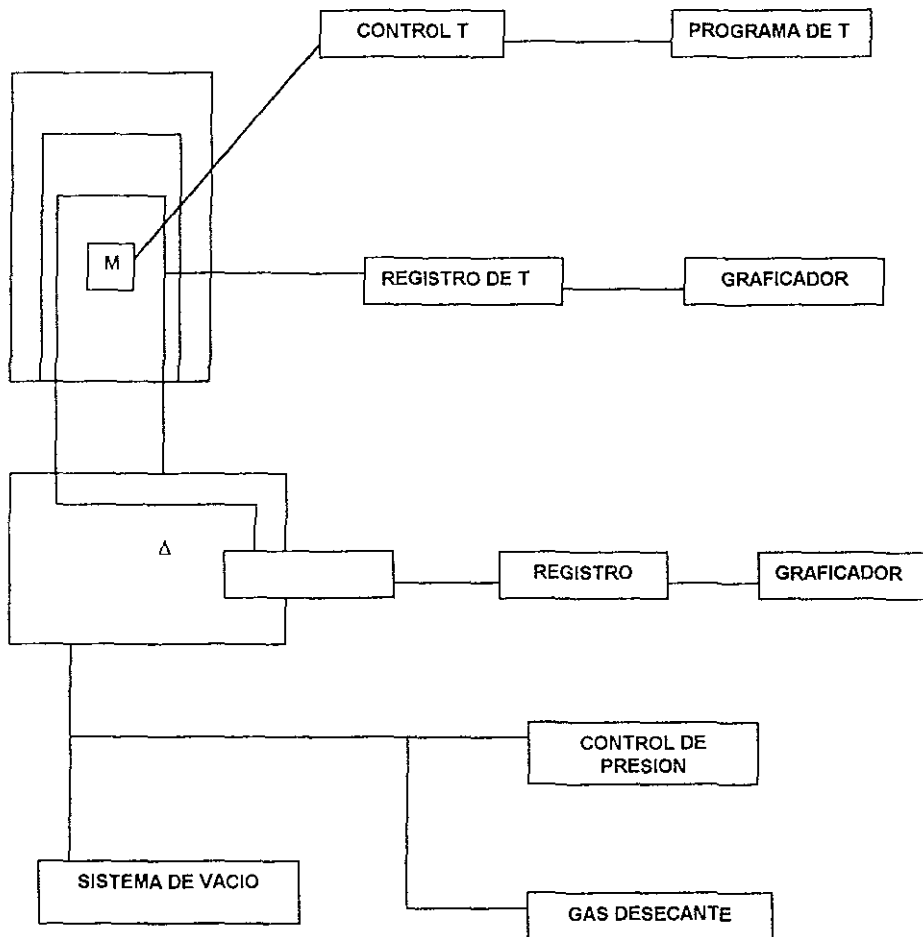 CONTROL T
PROGRAMA DE T
M
REGISTRO DE T
GRAFICADOR
Δ
REGISTRO
GRAFICADOR
CONTROL DE
PRESION
SISTEMA DE VACIO
GAS DESECANTE